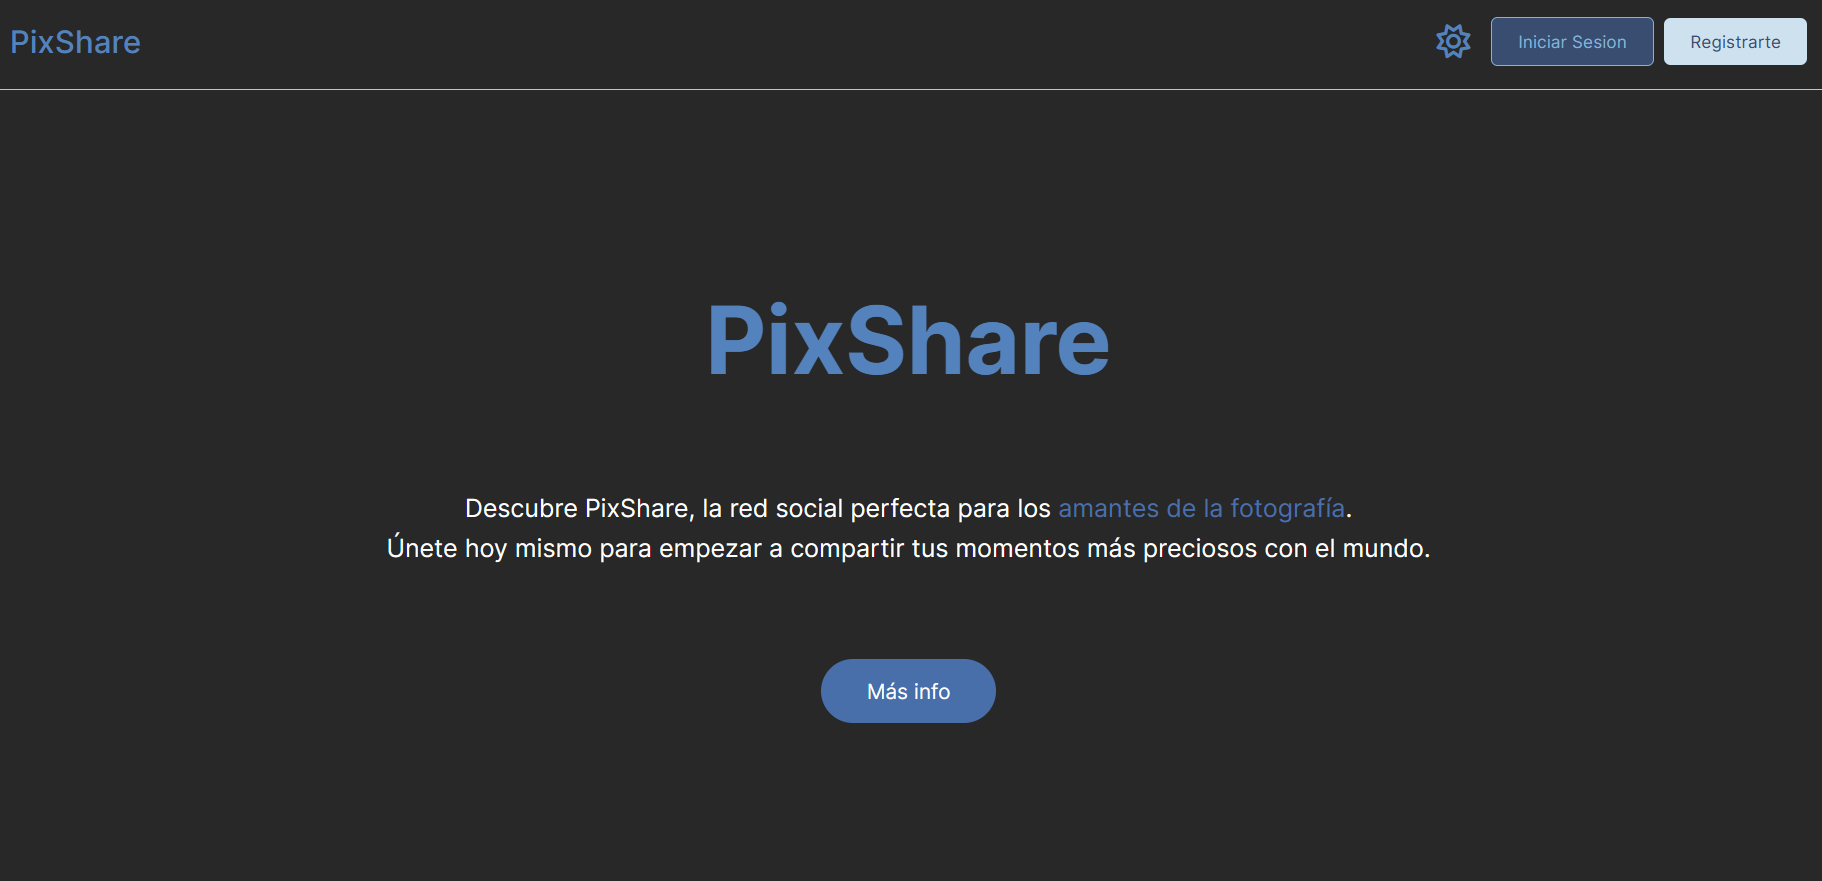 PixShare
Iniciar Sesion
Registrarte
PixShare
Descubre PixShare, la red social perfecta para los amantes de la fotografía.
Únete hoy mismo para empezar a compartir tus momentos más preciosos con el mundo.
Más info